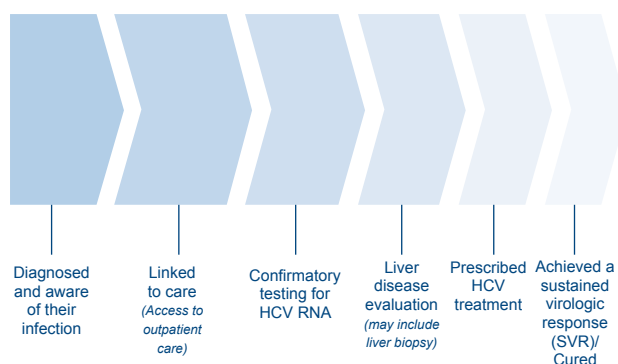 Diagnosed
and aware
of their
infection
Linked
to care
(Access to
outpatient
care)
Confirmatory
testing for
HCV RNA
Liver
disease
evaluation
(may include
liver biopsy)
Prescribed
HCV
treatment
Achieved a
sustained
virologic
response
(SVR)/
Cured